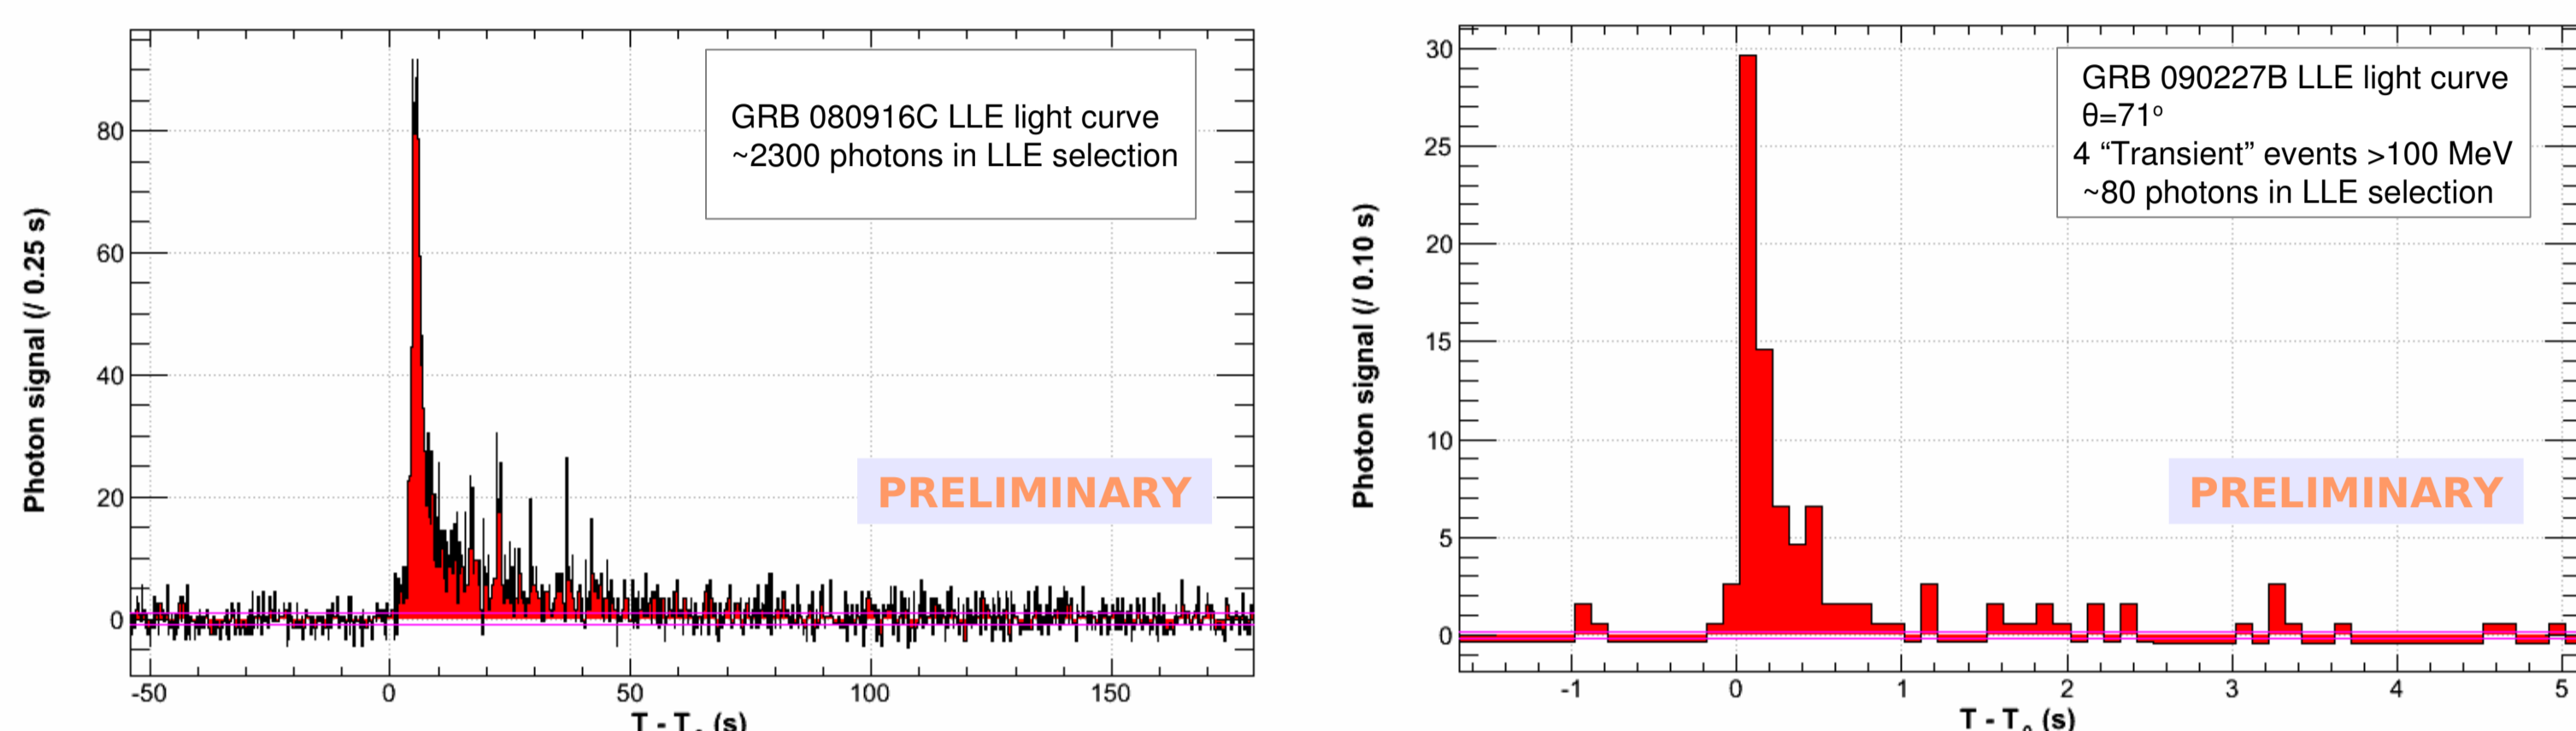 Photon signal (/ 0.25 s)
80
60
40
20
0
-50
0
50
100
150
T - T (s)
GRB 080916C LLE light curve
~2300 photons in LLE selection
PRELIMINARY
Photon signal (/ 0.10 s)
30
25
20
15
10
5
0
-1
0
1
2
3
4
5
T - T₀ (s)
GRB 090227B LLE light curve
θ=71º
4 “Transient” events >100 MeV
~80 photons in LLE selection
PRELIMINARY